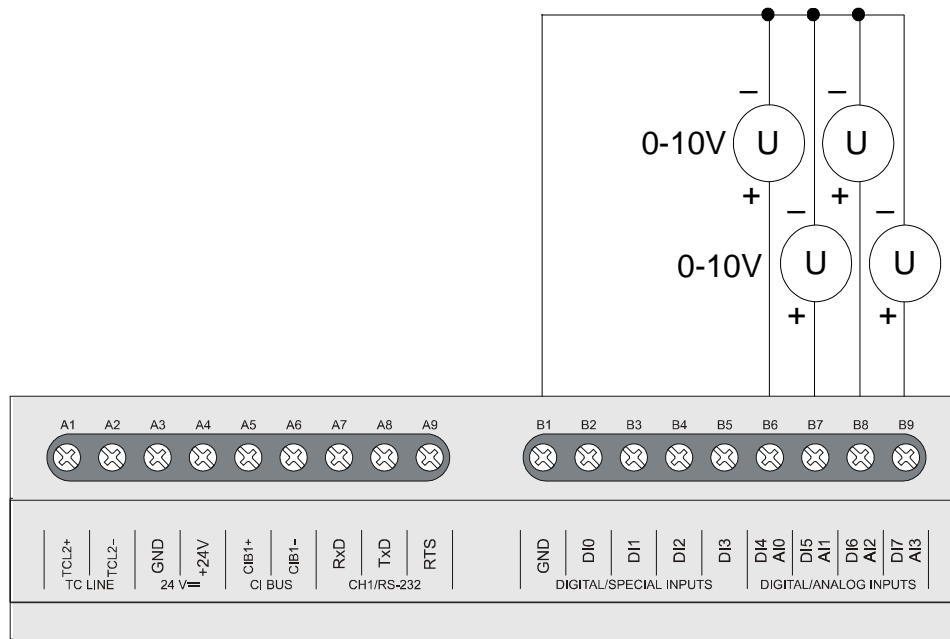 − −
0-10V U U
+ +
− −
0-10V U U
+ +
A1 A2 A3 A4 A5 A6 A7 A8 A9 B1 B2 B3 B4 B5 B6 B7 B8 B9
TCL2+ TCL2- GND +24V CIB1+ CIB1- RxD TxD RTS GND DI0 DI1 DI2 DI3 DI4 AI0 DI5 AI1 DI6 AI2 DI7 AI3
TC LINE 24 V CI BUS CH1/RS-232 DIGITAL/SPECIAL INPUTS DIGITAL/ANALOG INPUTS